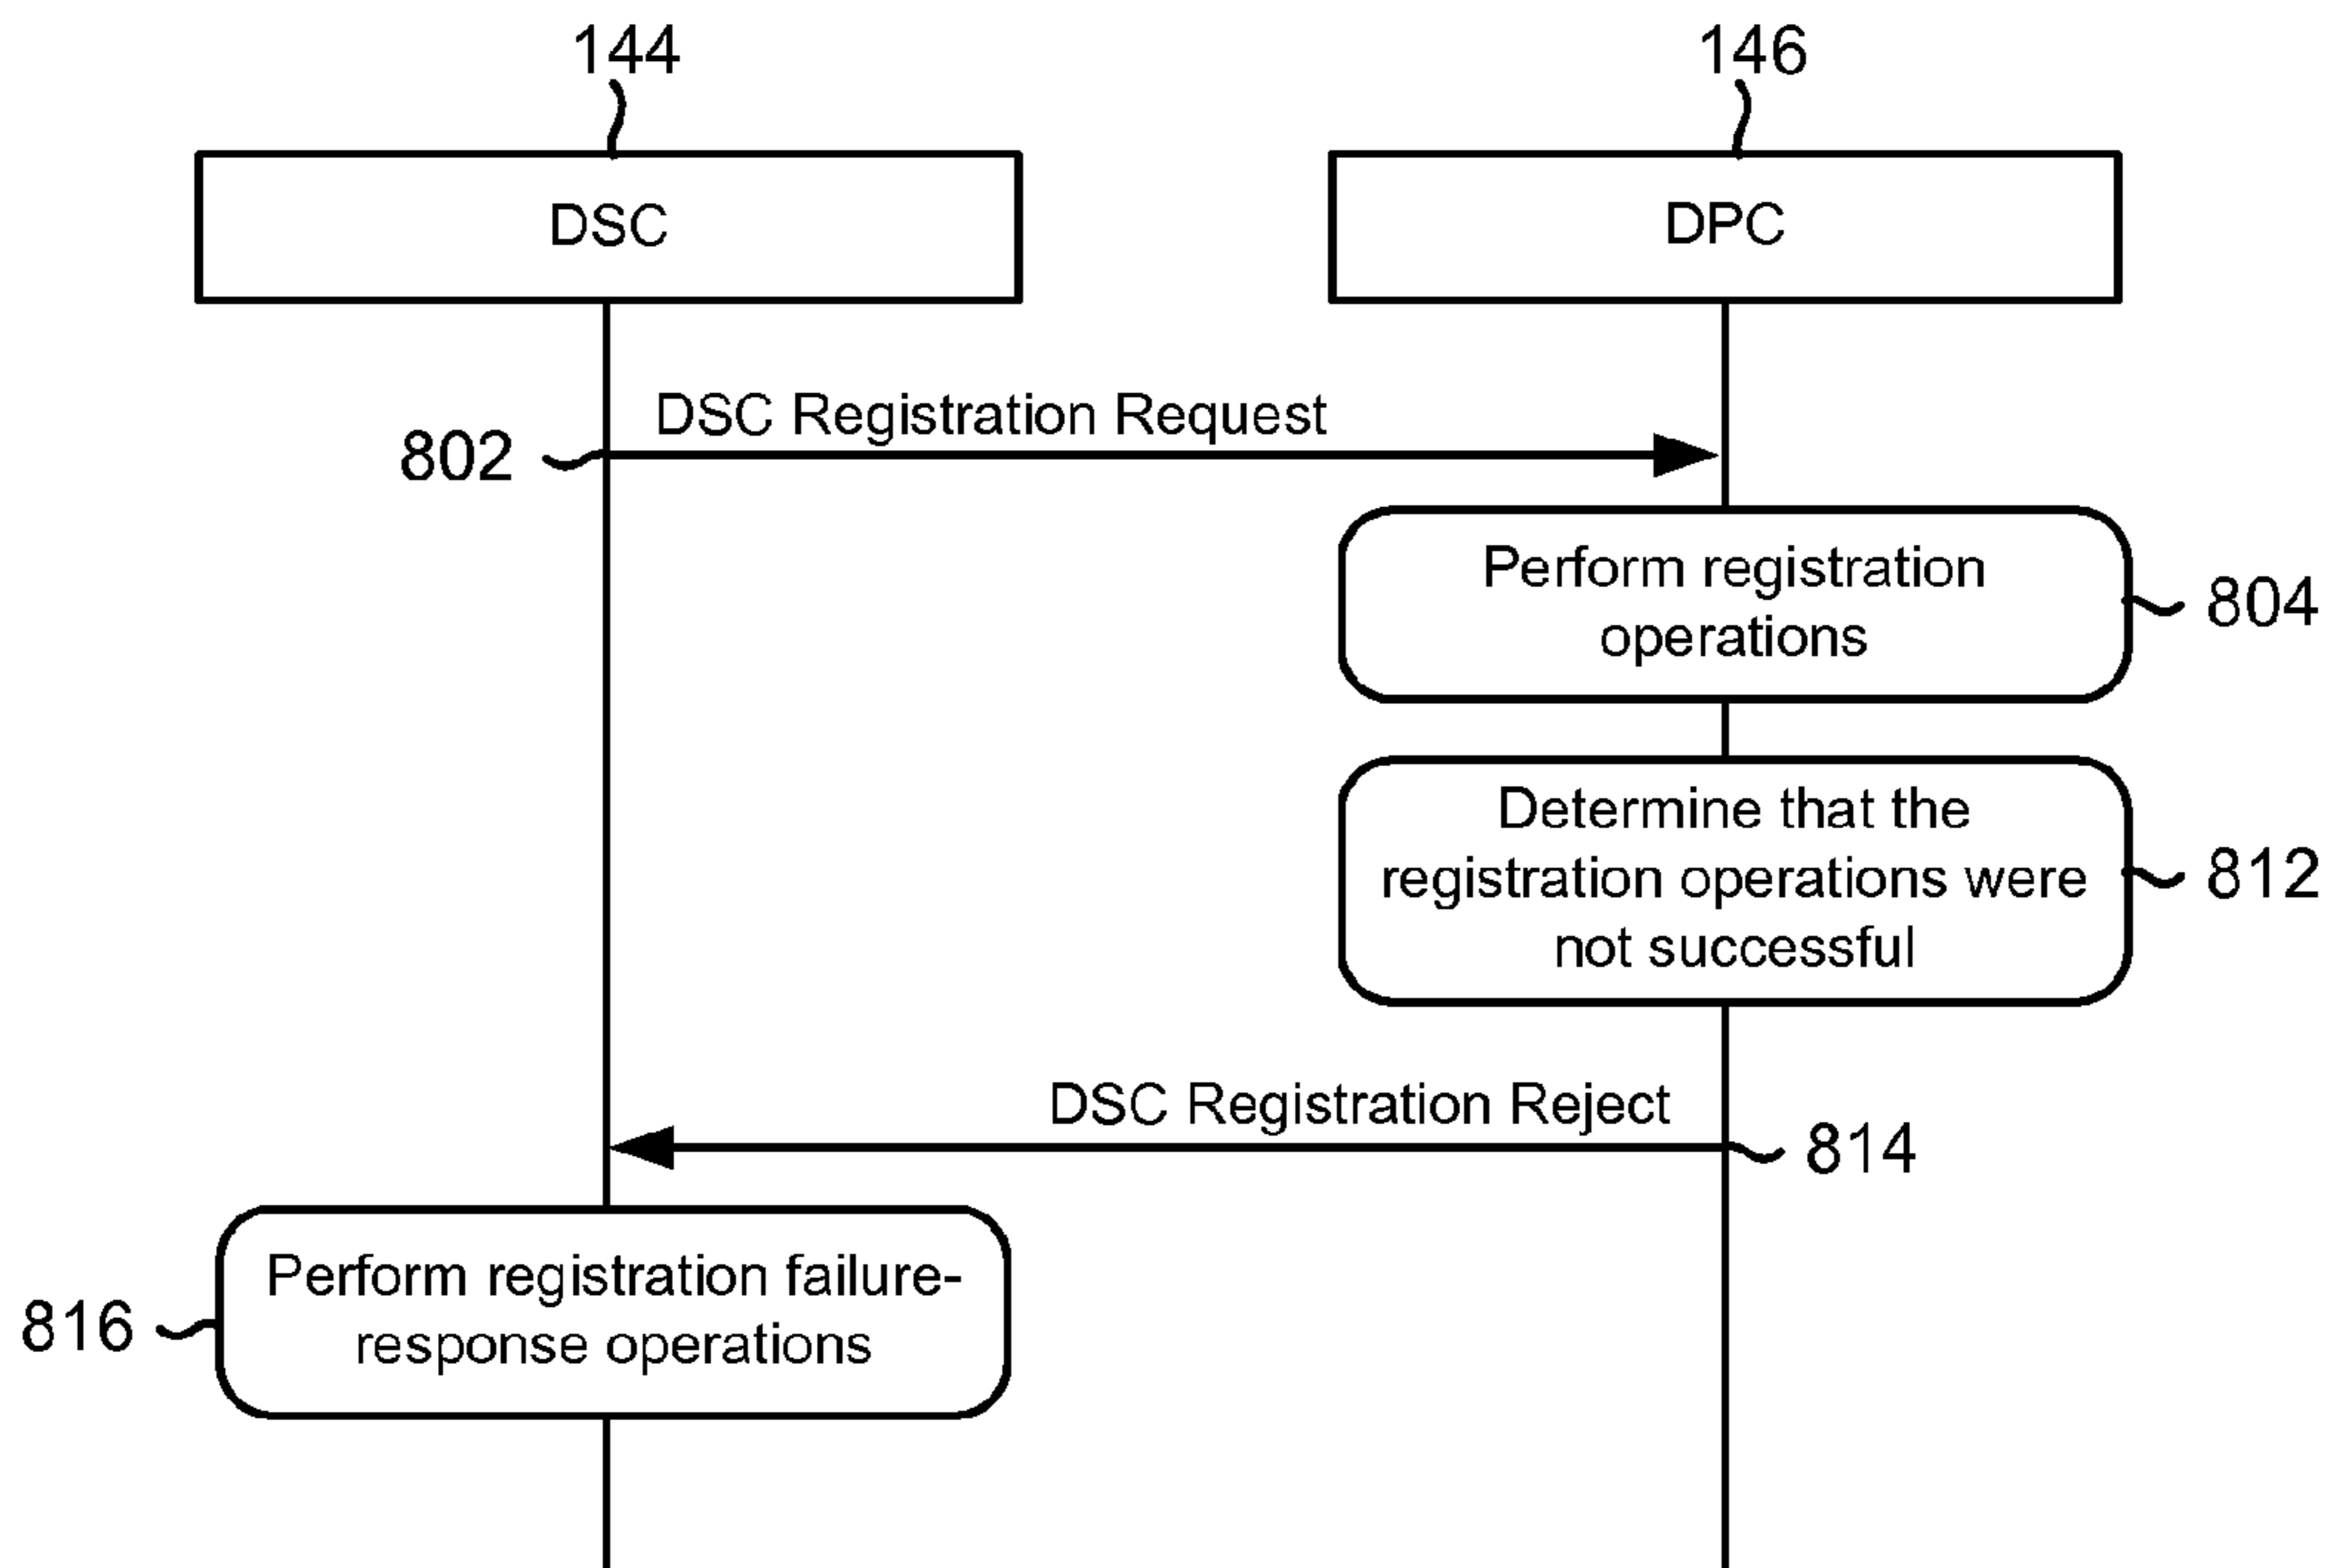 144
146
DSC
DPC
DSC Registration Request
802
Perform registration
operations
804
Determine that the
registration operations were
not successful
812
DSC Registration Reject
814
Perform registration failure-
response operations
816